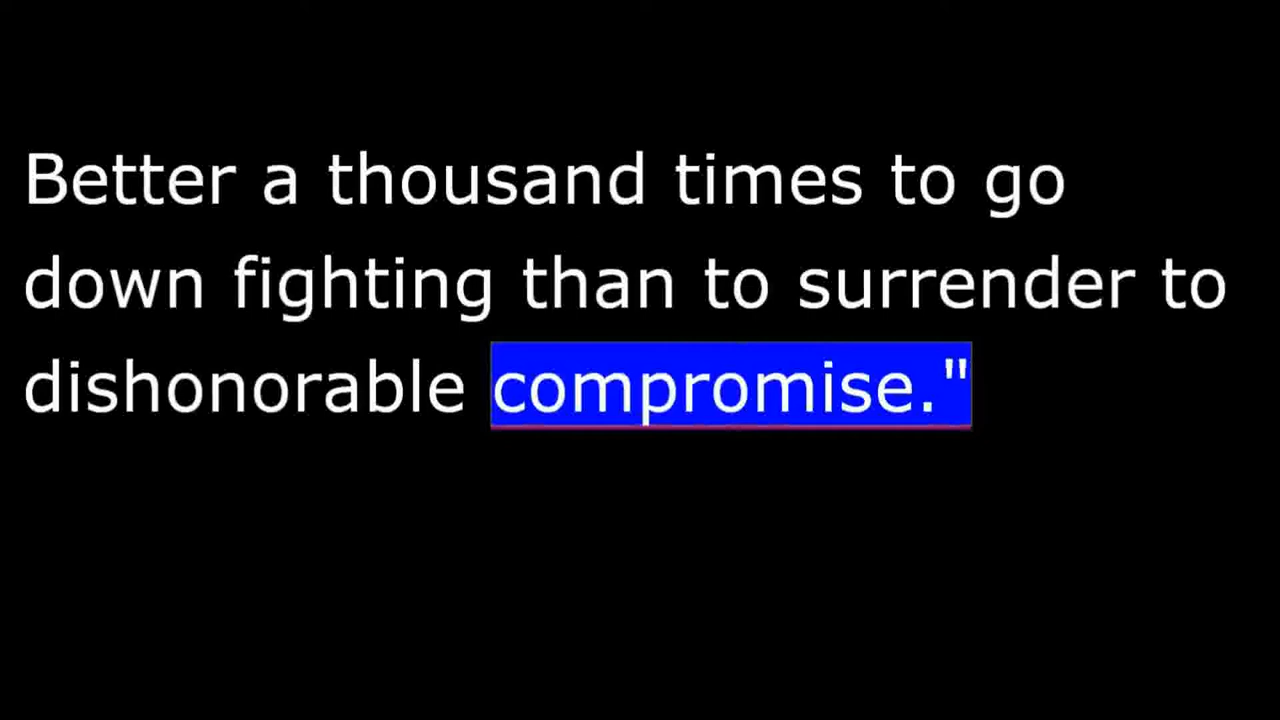 Better a thousand times to go
down fighting than to surrender to
dishonorable compromise."